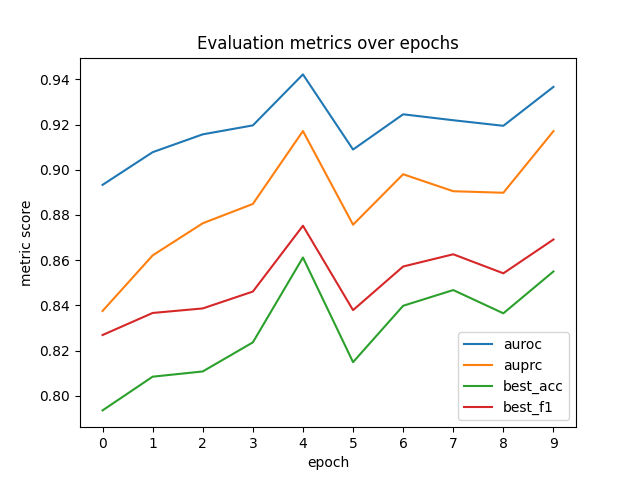 Evaluation metrics over epochs
metric score
0.94
0.92
0.90
0.88
0.86
0.84
0.82
0.80
auroc
auprc
best_acc
best_f1
0 1 2 3 4 5 6 7 8 9
epoch